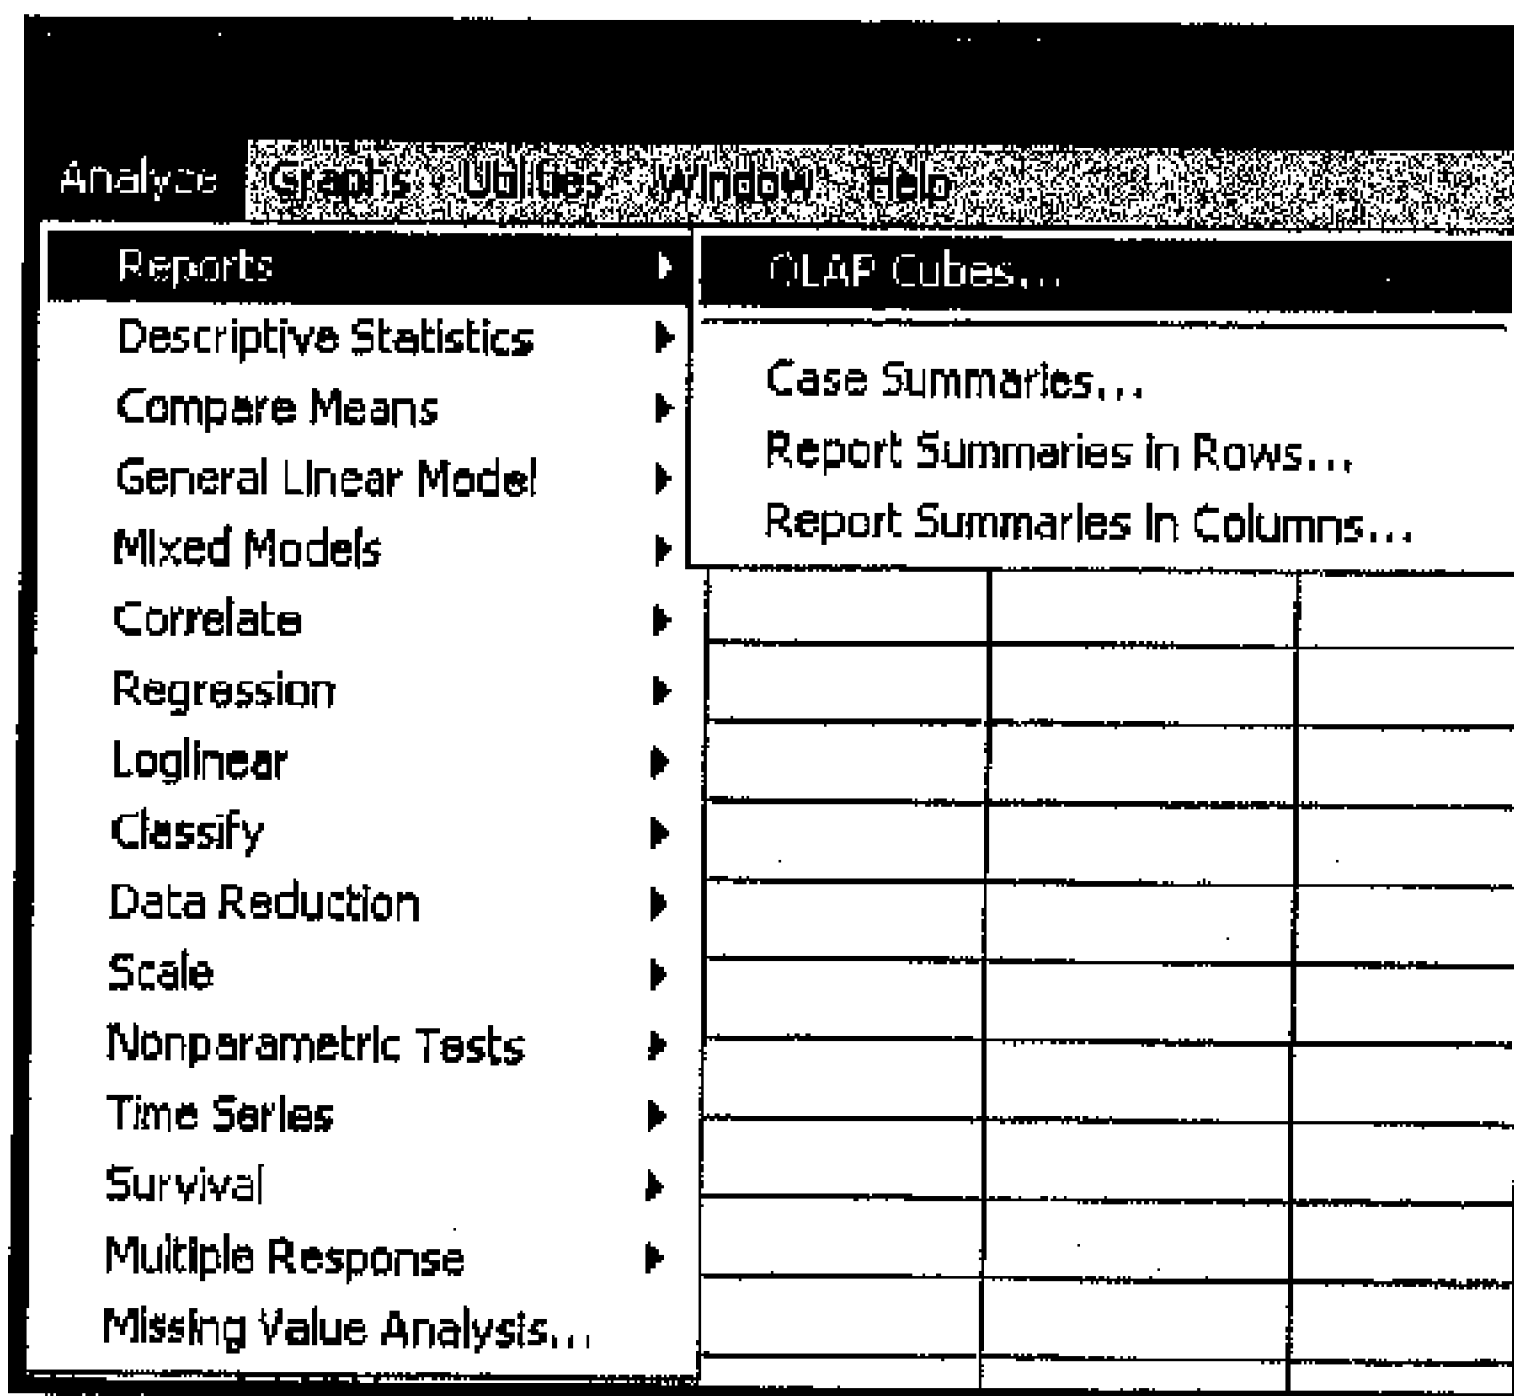 Analyze Graphs Utilities Window Help
Reports
Descriptive Statistics
Compare Means
General Linear Model
Mixed Models
Correlate
Regression
Loglinear
Classify
Data Reduction
Scale
Nonparametric Tests
Time Series
Survival
Multiple Response
Missing Value Analysis...
OLAP Cubes...
Case Summaries...
Report Summaries in Rows...
Report Summaries in Columns...